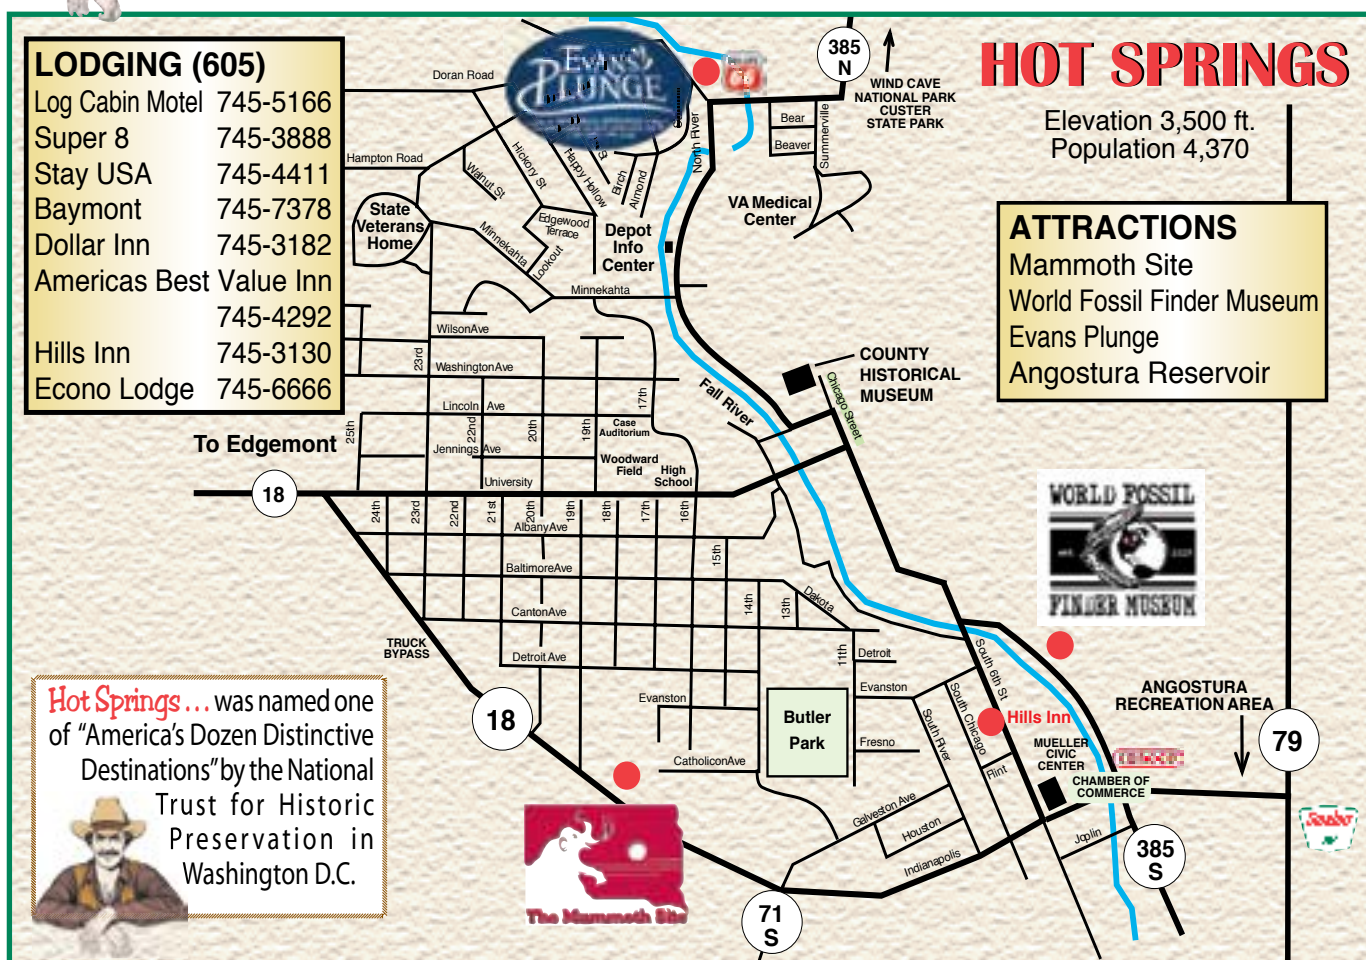 LODGING (605)
Log Cabin Motel 745-5166
Super 8 745-3888
Stay USA 745-4411
Baymont 745-7378
Dollar Inn 745-3182
Americas Best Value Inn
745-4292
Hills Inn 745-3130
Econo Lodge 745-6666
EVANS
PLUNGE
385
N
WIND CAVE
NATIONAL PARK
CUSTER
STATE PARK
HOT SPRINGS
Elevation 3,500 ft.
Population 4,370
ATTRACTIONS
Mammoth Site
World Fossil Finder Museum
Evans Plunge
Angostura Reservoir
Doran Road
Hampton Road
Walnut St
Hickory St
Happy Hollow
Birch
Almond
North River
Bear
Beaver
Summerville
VA Medical
Center
State
Veterans
Home
Minnekahta
Edgewood
Terrace
Lookout
Depot
Info
Center
Minnekahta
WilsonAve
23rd
WashingtonAve
17th
Lincoln Ave
25th
22nd
20th
19th
Case
Auditorium
Jennings Ave
Woodward
Field
High
School
University
Fall River
COUNTY
HISTORICAL
MUSEUM
Chicago Street
To Edgemont
18
24th
23rd
22nd
21st
20th
19th
18th
17th
16th
AlbanyAve
15th
BaltimoreAve
14th
13th
Dakota
CantonAve
TRUCK
BYPASS
Detroit Ave
11th
Detroit
Evanston
Evanston
Butler
Park
Fresno
CatholiconAve
18
South River
South Chicago
South 6th St
Flint
Hills Inn
MUELLER
CIVIC
CENTER
CHAMBER OF
COMMERCE
Galveston Ave
Houston
Indianapolis
Joplin
385
S
71
S
WORLD FOSSIL
FINDER MUSEUM
ANGOSTURA
RECREATION AREA
79
The Mammoth Site
Hot Springs... was named one
of “America's Dozen Distinctive
Destinations” by the National
Trust for Historic
Preservation in
Washington D.C.